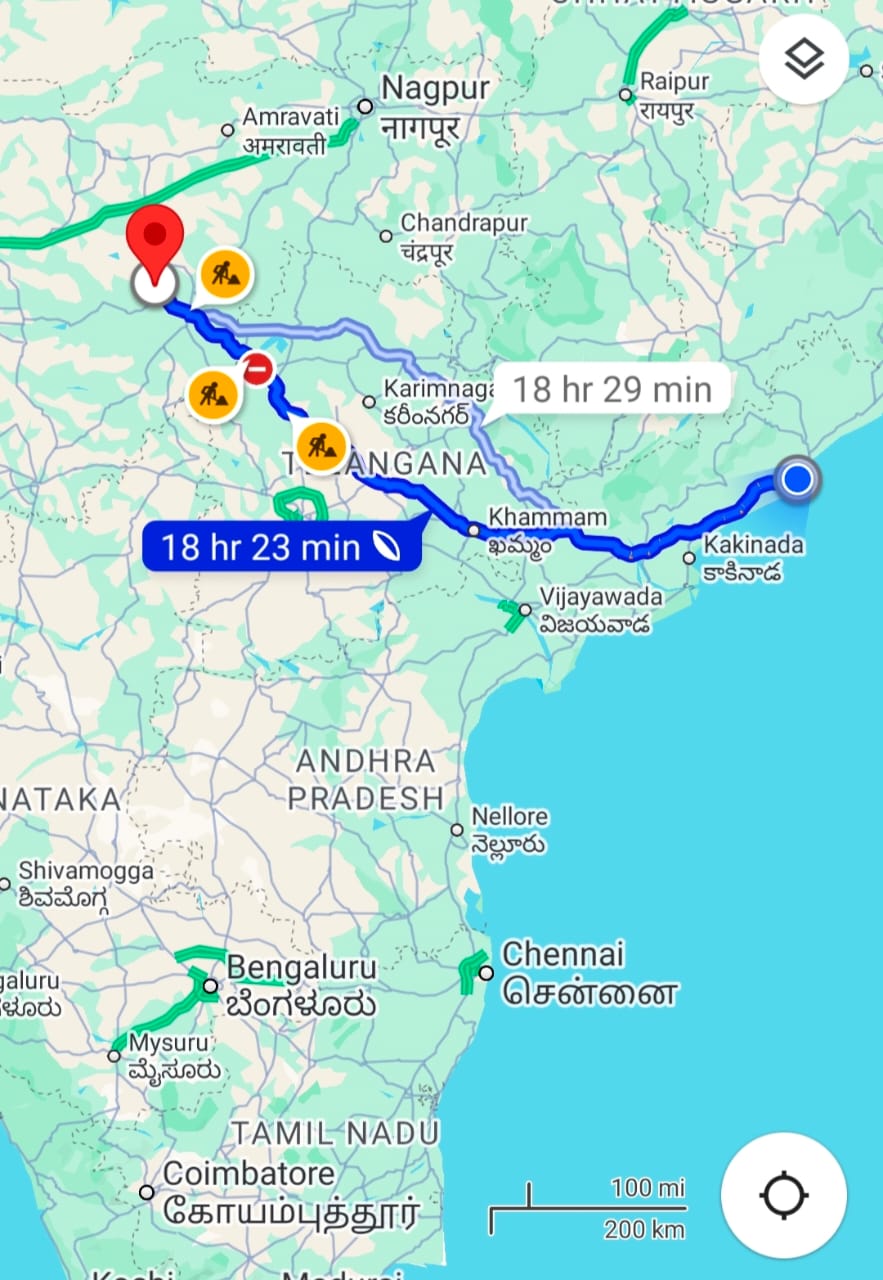 Nagpur
नागपूर
Raipur
रायपुर
Amravati
अमरावती
Chandrapur
चंद्रपूर
Karimnaga
కరీంనగర్
18 hr 29 min
ANGANA
Khammam
ఖమ్మం
18 hr 23 min
Kakinada
కాకినాడ
Vijayawada
విజయవాడ
ANDHRA
PRADESH
NATAKA
Nellore
నెల్లూరు
Shivamogga
ಶಿವಮೊಗ್ಗ
Chennai
சென்னை
Bengaluru
ಬೆಂಗಳೂರು
galuru
ಳೂರು
Mysuru
ಮೈಸೂರು
TAMIL NADU
Coimbatore
கோயம்புத்தூர்
100 mi
200 km